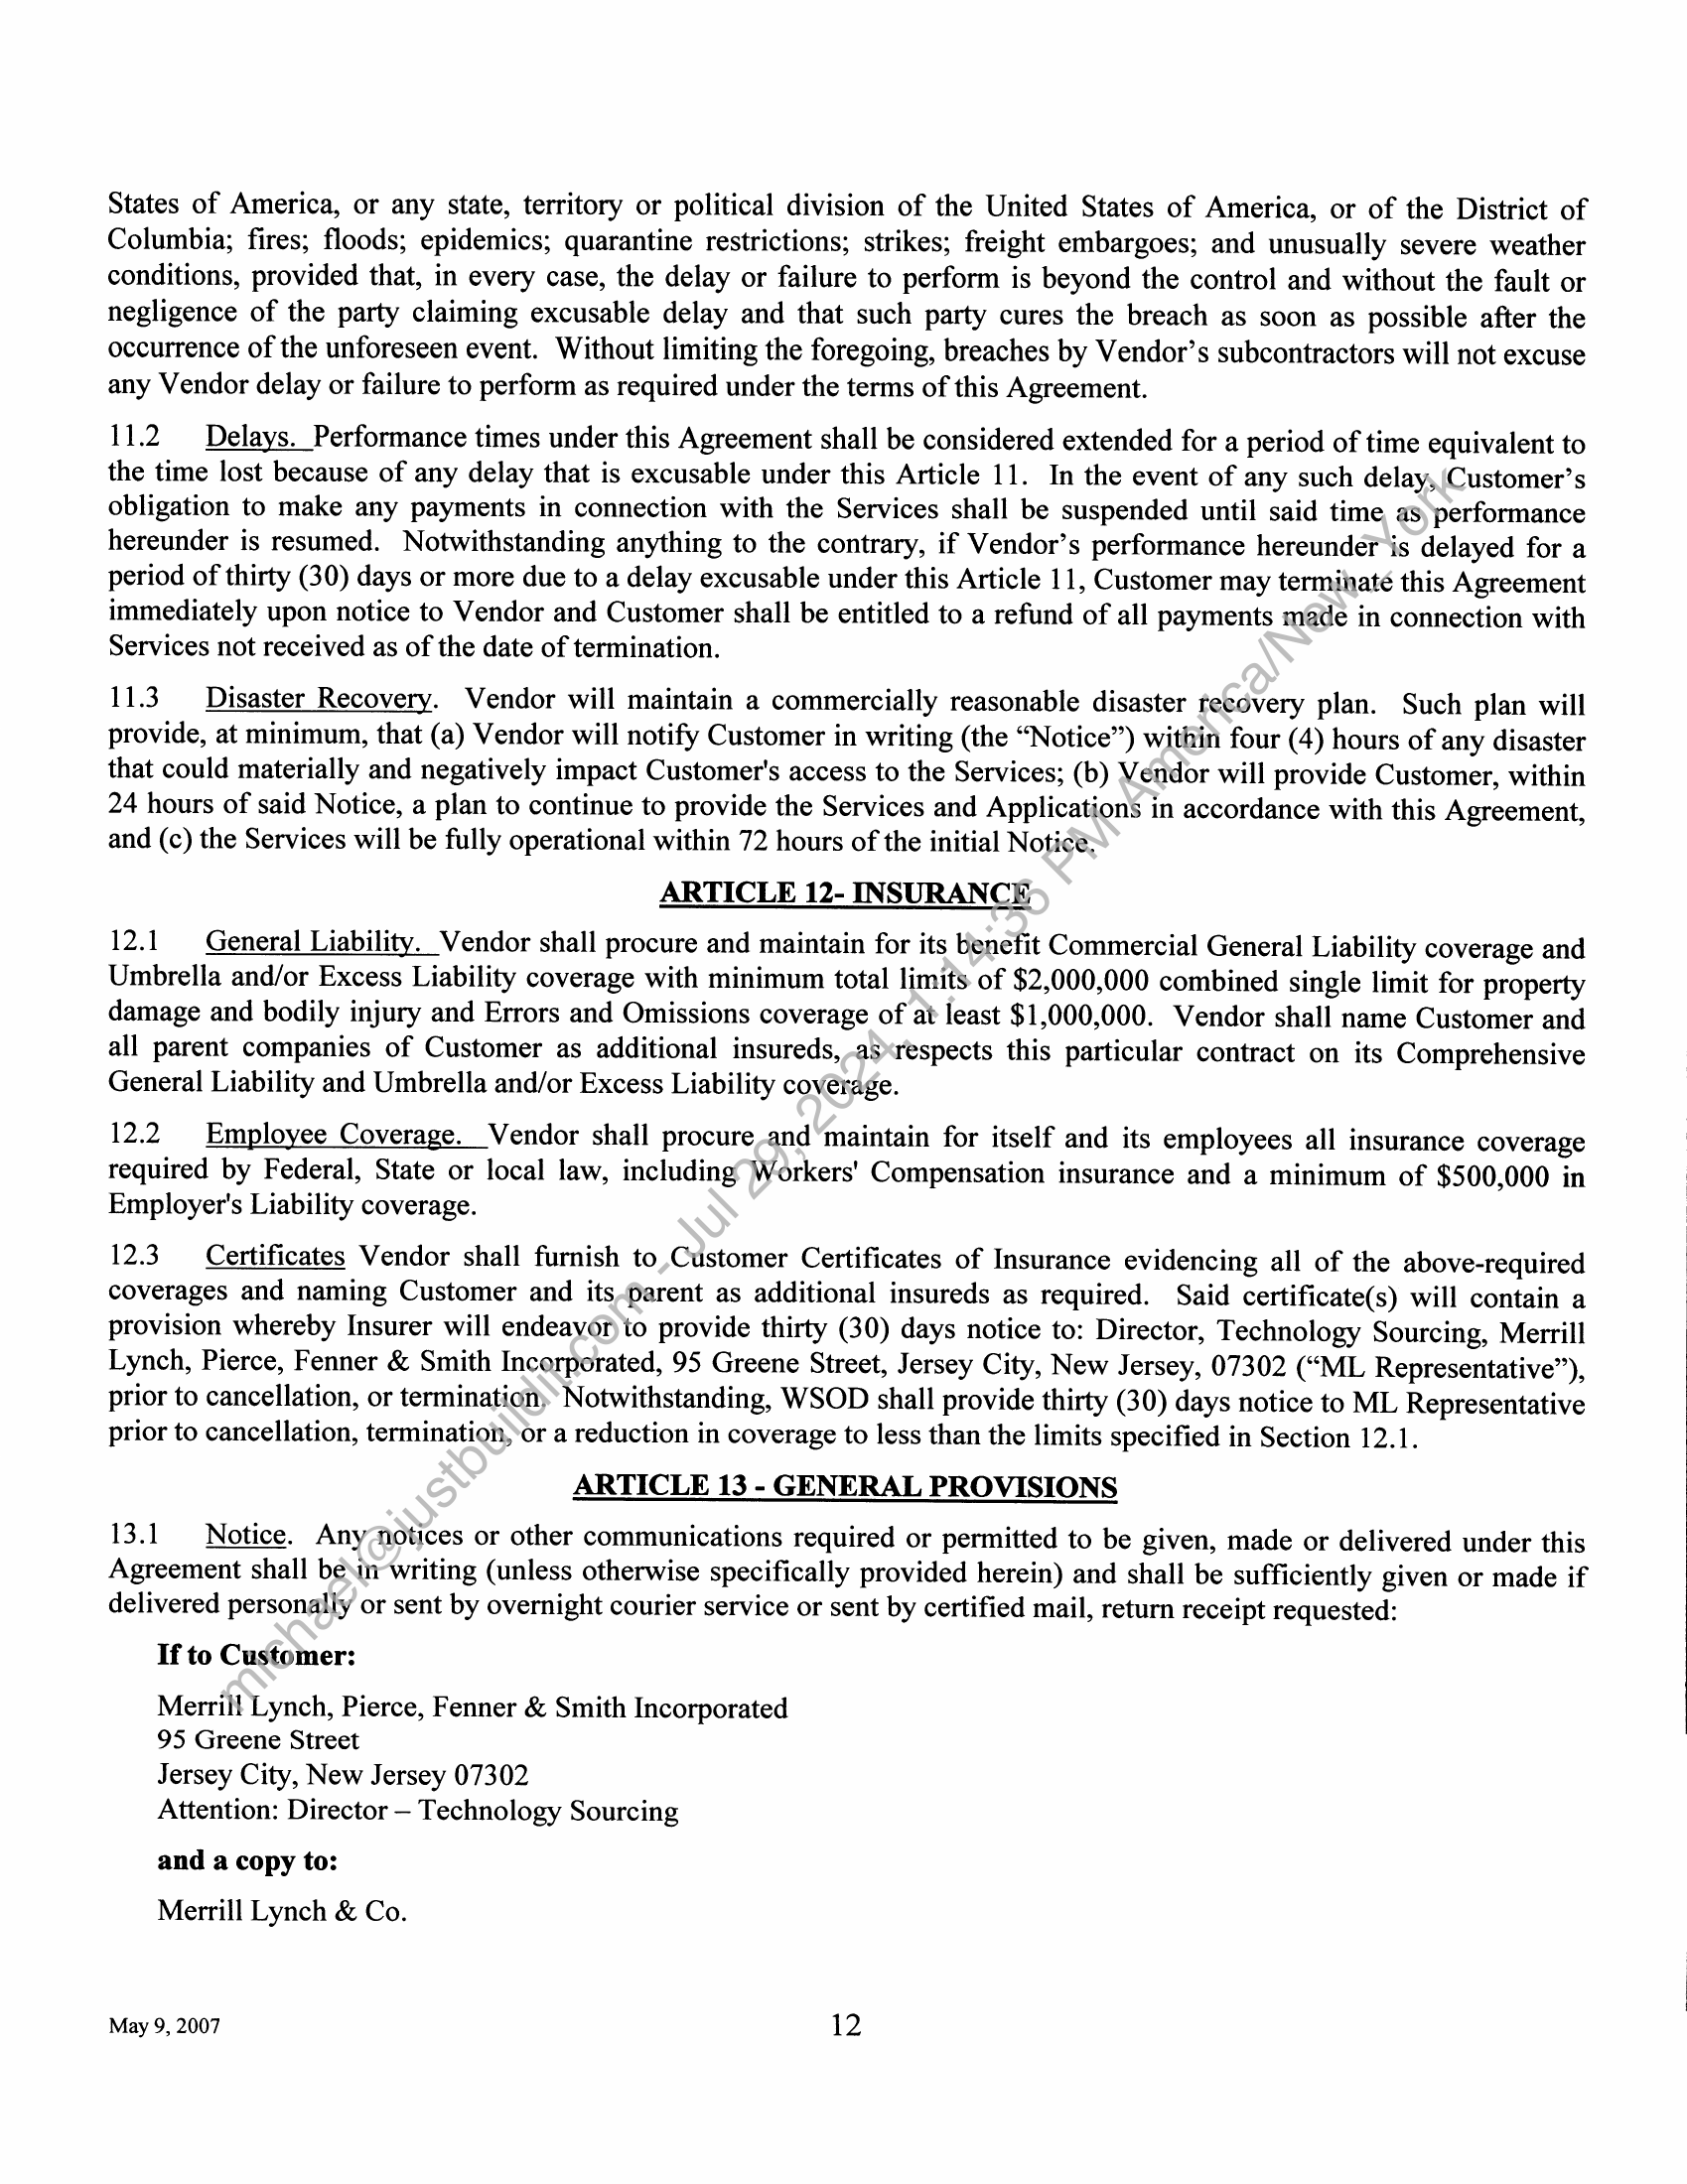 States of America, or any state, territory or political division of the United States of America, or of the District of
Columbia; fires; floods; epidemics; quarantine restrictions; strikes; freight embargoes; and unusually severe weather
conditions, provided that, in every case, the delay or failure to perform is beyond the control and without the fault or
negligence of the party claiming excusable delay and that such party cures the breach as soon as possible after the
occurrence of the unforeseen event. Without limiting the foregoing, breaches by Vendor's subcontractors will not excuse
any Vendor delay or failure to perform as required under the terms of this Agreement.
11.2 Delays. Performance times under this Agreement shall be considered extended for a period of time equivalent to
the time lost because of any delay that is excusable under this Article 11. In the event of any such delay, Customer's
obligation to make any payments in connection with the Services shall be suspended until said time as performance
hereunder is resumed. Notwithstanding anything to the contrary, if Vendor's performance hereunder is delayed for a
period of thirty (30) days or more due to a delay excusable under this Article 11, Customer may terminate this Agreement
immediately upon notice to Vendor and Customer shall be entitled to a refund of all payments made in connection with
Services not received as of the date of termination.
11.3 Disaster Recovery. Vendor will maintain a commercially reasonable disaster recovery plan. Such plan will
provide, at minimum, that (a) Vendor will notify Customer in writing (the “Notice”) within four (4) hours of any disaster
that could materially and negatively impact Customer's access to the Services; (b) Vendor will provide Customer, within
24 hours of said Notice, a plan to continue to provide the Services and Applications in accordance with this Agreement,
and (c) the Services will be fully operational within 72 hours of the initial Notice.
ARTICLE 12- INSURANCE
12.1 General Liability. Vendor shall procure and maintain for its benefit Commercial General Liability coverage and
Umbrella and/or Excess Liability coverage with minimum total limits of $2,000,000 combined single limit for property
damage and bodily injury and Errors and Omissions coverage of at least $1,000,000. Vendor shall name Customer and
all parent companies of Customer as additional insureds, as respects this particular contract on its Comprehensive
General Liability and Umbrella and/or Excess Liability coverage.
12.2 Employee Coverage. Vendor shall procure and maintain for itself and its employees all insurance coverage
required by Federal, State or local law, including Workers' Compensation insurance and a minimum of $500,000 in
Employer's Liability coverage.
12.3 Certificates Vendor shall furnish to Customer Certificates of Insurance evidencing all of the above-required
coverages and naming Customer and its parent as additional insureds as required. Said certificate(s) will contain a
provision whereby Insurer will endeavor to provide thirty (30) days notice to: Director, Technology Sourcing, Merrill
Lynch, Pierce, Fenner & Smith Incorporated, 95 Greene Street, Jersey City, New Jersey, 07302 (“ML Representative”),
prior to cancellation, or termination. Notwithstanding, WSOD shall provide thirty (30) days notice to ML Representative
prior to cancellation, termination, or a reduction in coverage to less than the limits specified in Section 12.1.
ARTICLE 13 - GENERAL PROVISIONS
13.1 Notice. Any notices or other communications required or permitted to be given, made or delivered under this
Agreement shall be in writing (unless otherwise specifically provided herein) and shall be sufficiently given or made if
delivered personally or sent by overnight courier service or sent by certified mail, return receipt requested:
If to Customer:
Merrill Lynch, Pierce, Fenner & Smith Incorporated
95 Greene Street
Jersey City, New Jersey 07302
Attention: Director – Technology Sourcing
and a copy to:
Merrill Lynch & Co.
May 9, 2007 12
michael@justbuildit.com - Jul 29, 2024, 1:14:36 PM America/New_York